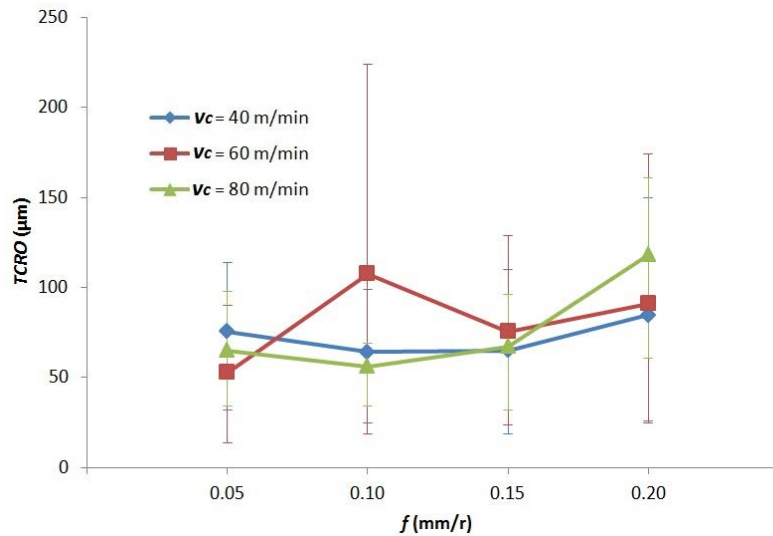 250
200
150
100
50
0
TCRO (µm)
Vc = 40 m/min
Vc = 60 m/min
Vc = 80 m/min
0.05 0.10 0.15 0.20
f (mm/r)